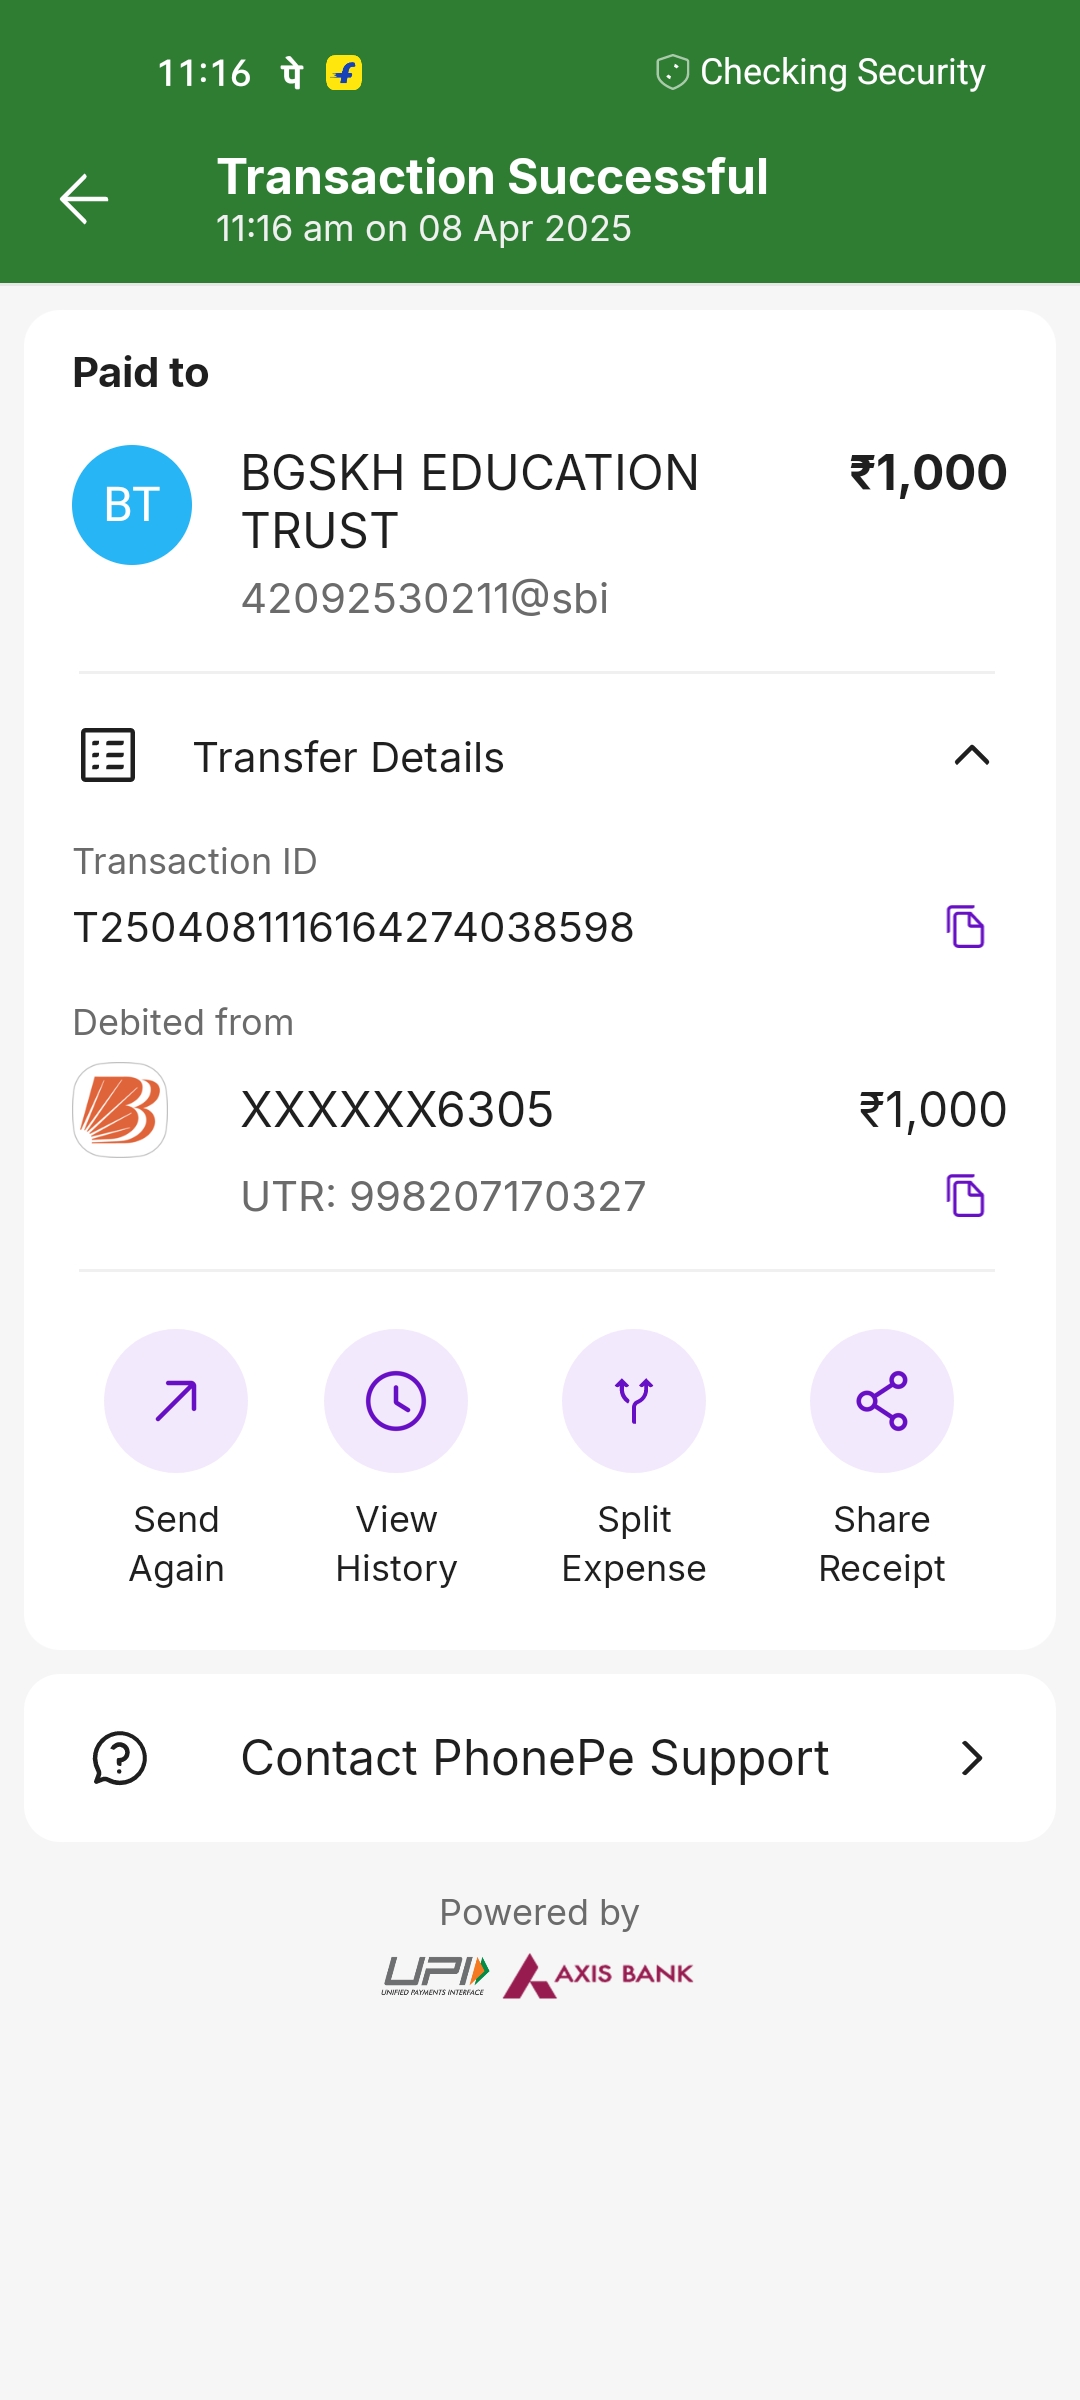 11:16 पे f Checking Security
Transaction Successful
11:16 am on 08 Apr 2025
Paid to
BT
BGSKH EDUCATION
TRUST
₹1,000
42092530211@sbi
Transfer Details
Transaction ID
T2504081116164274038598
Debited from
XXXXXX6305 ₹1,000
UTR: 998207170327
Send
Again
View
History
Split
Expense
Share
Receipt
Contact PhonePe Support
Powered by
UPI
UNIFIED PAYMENTS INTERFACE
AXIS BANK